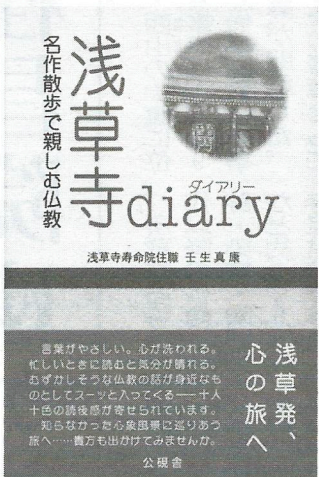 浅草寺
diary
ダイアリー
名作散歩で親しむ仏教
浅草寺寿命院住職 壬生真康
浅草発、
心の旅へ
言葉がやさしい。心が洗われる。
忙しいときに読むと気分が晴れる。
むずかしそうな仏教の話が身近なも
のとしてスーッと入ってくる――十人
十色の読後感が寄せられています。
知らなかった心象風景に巡りあう
旅へ……貴方も出かけてみませんか。
公硯舎